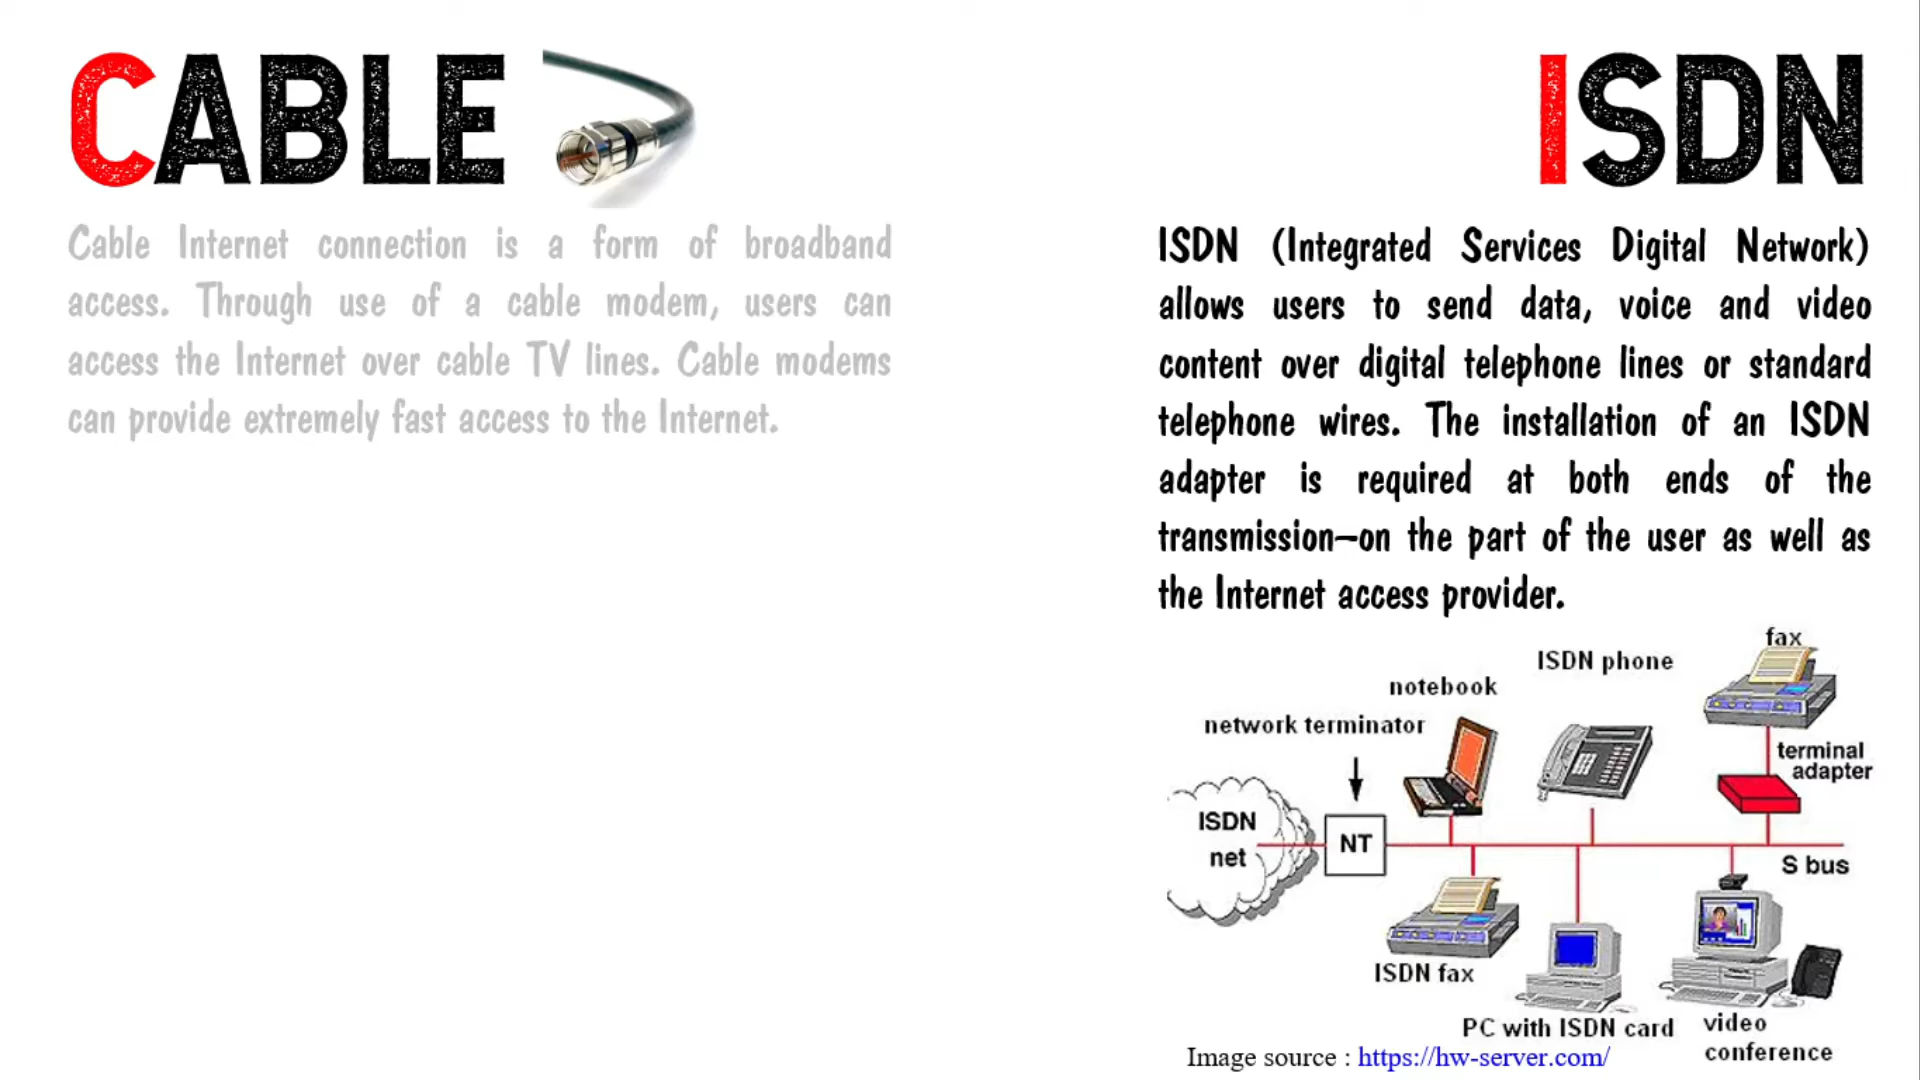 CABLE
Cable Internet connection is a form of broadband
access. Through use of a cable modem, users can
access the Internet over cable TV lines. Cable modems
can provide extremely fast access to the Internet.
ISDN
ISDN (Integrated Services Digital Network)
allows users to send data, voice and video
content over digital telephone lines or standard
telephone wires. The installation of an ISDN
adapter is required at both ends of the
transmission—on the part of the user as well as
the Internet access provider.
fax
ISDN phone
notebook
network terminator
terminal
adapter
ISDN
net
NT
S bus
ISDN fax
PC with ISDN card
video
conference
Image source : https://hw-server.com/